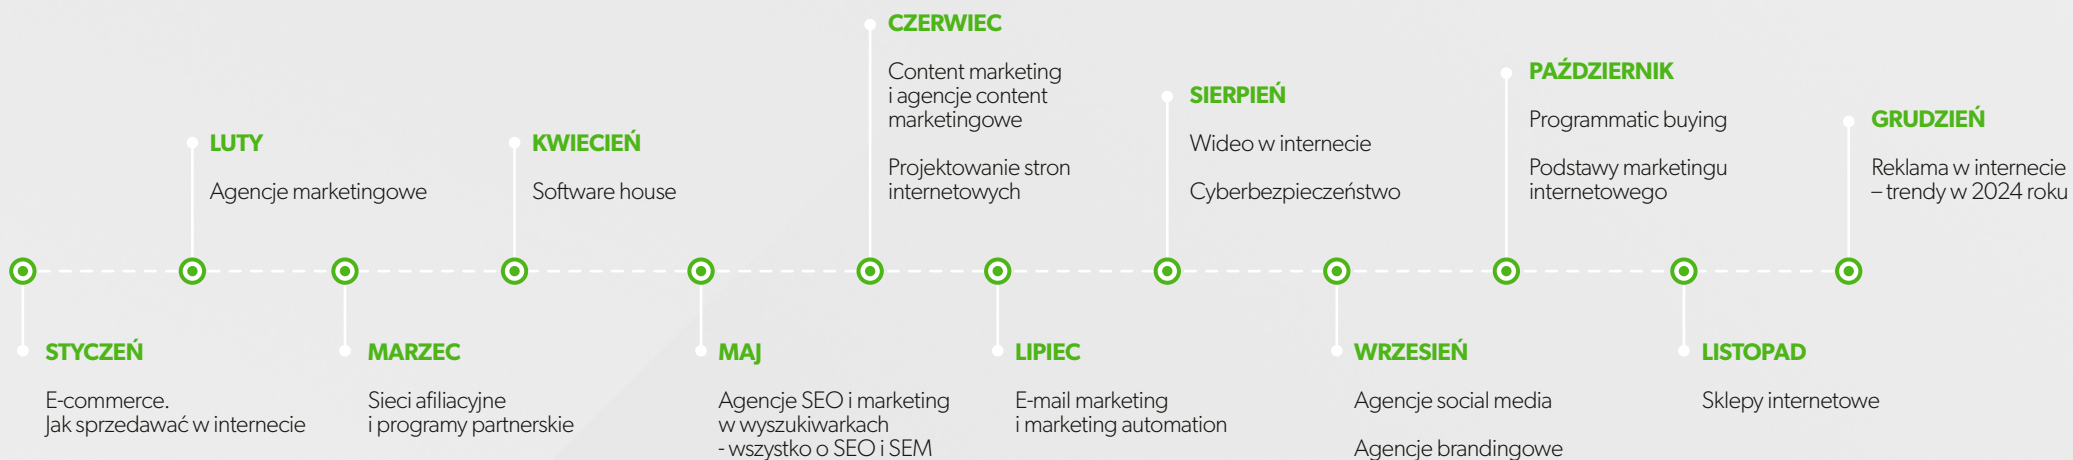 STYCZEŃ
E-commerce.
Jak sprzedawać w internecie
LUTY
Agencje marketingowe
MARZEC
Sieci afiliacyjne
i programy partnerskie
KWIECIEŃ
Software house
MAJ
Agencje SEO i marketing
w wyszukiwarkach
- wszystko o SEO i SEM
CZERWIEC
Content marketing
i agencje content
marketingowe
Projektowanie stron
internetowych
LIPIEC
E-mail marketing
i marketing automation
SIERPIEŃ
Wideo w internecie
Cyberbezpieczeństwo
WRZESIEŃ
Agencje social media
Agencje brandingowe
PAŹDZIERNIK
Programmatic buying
Podstawy marketingu
internetowego
LISTOPAD
Sklepy internetowe
GRUDZIEŃ
Reklama w internecie
– trendy w 2024 roku